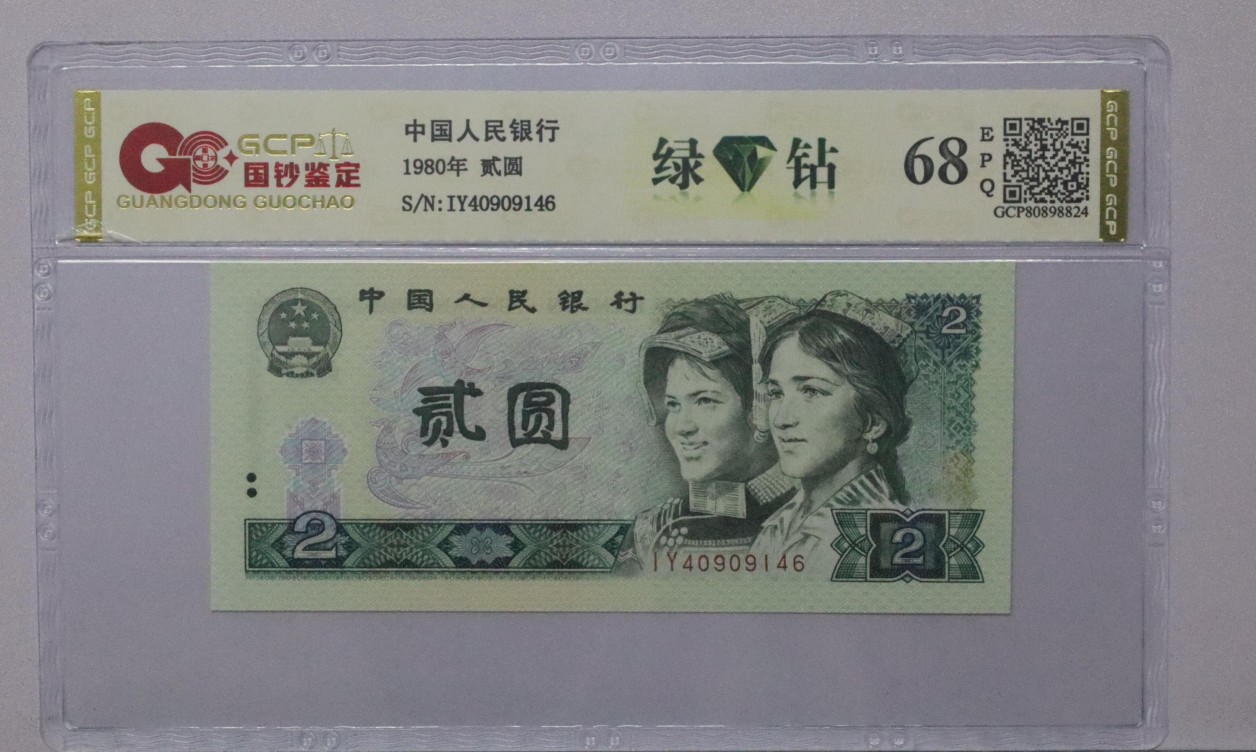 GCP GCP GCP
GCP
国钞鉴定
GUANGDONG GUOCHAO
中国人民银行
1980年 贰圆
S/N:IY40909146
绿钻
68
EPQ
GCP80898824
GCP GCP GCP
中国人民银行
2
贰圆
2
IY40909146
2